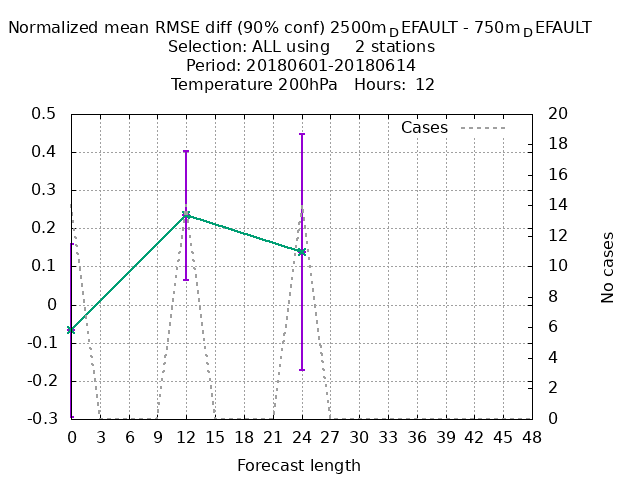 Normalized mean RMSE diff (90% conf) 2500mDEFAULT - 750mDEFAULT
Selection: ALL using 2 stations
Period: 20180601-20180614
Temperature 200hPa Hours: 12
0.5
0.4
0.3
0.2
0.1
0
-0.1
-0.2
-0.3
Cases
20
18
16
14
12
10
8
6
4
2
0
No cases
0 3 6 9 12 15 18 21 24 27 30 33 36 39 42 45 48
Forecast length